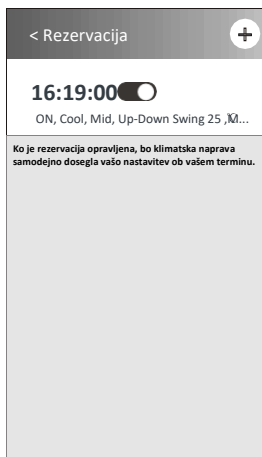 < Rezervacija
16:19:00
ON, Cool, Mid, Up-Down Swing 25 ,
Ko je rezervacija opravljena, bo klimatska naprava
samodejno dosegla vašo nastavitev ob vašem terminu.